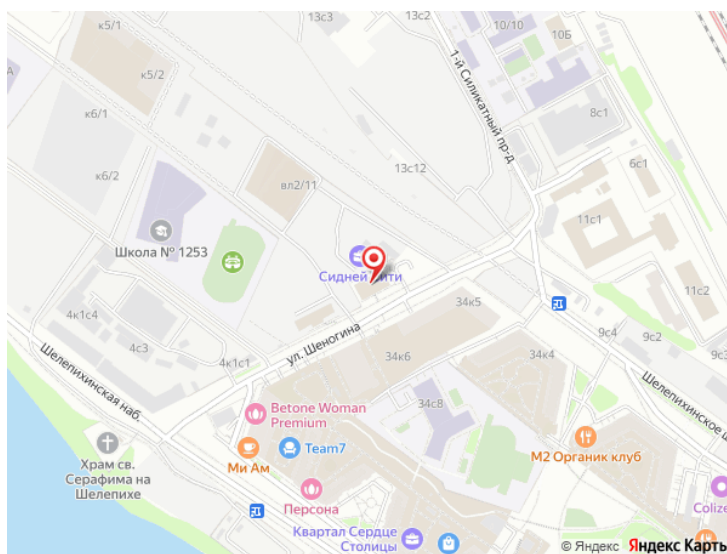 к5/1
13с3
13с2
10/10
10Б
к5/2
А
1-й Силикатный пр-д
к6/1
8с1
13с12
6с1
к6/2
вл2/11
11с1
Школа № 1253
Сидней Сити
11с2
4к1с4
34к5
9с4
9с2
9с3
4с3
4к1с1
ул. Шеногина
34к6
34к4
Шелепихинская наб.
Шелепихинское
34с8
Betone Woman
Premium
Team7
Ми Ам
М2 Органик клуб
Храм св.
Серафима на
Шелепихе
Персона
Colize
Квартал Сердце
Столицы
© Яндекс Яндекс Карты